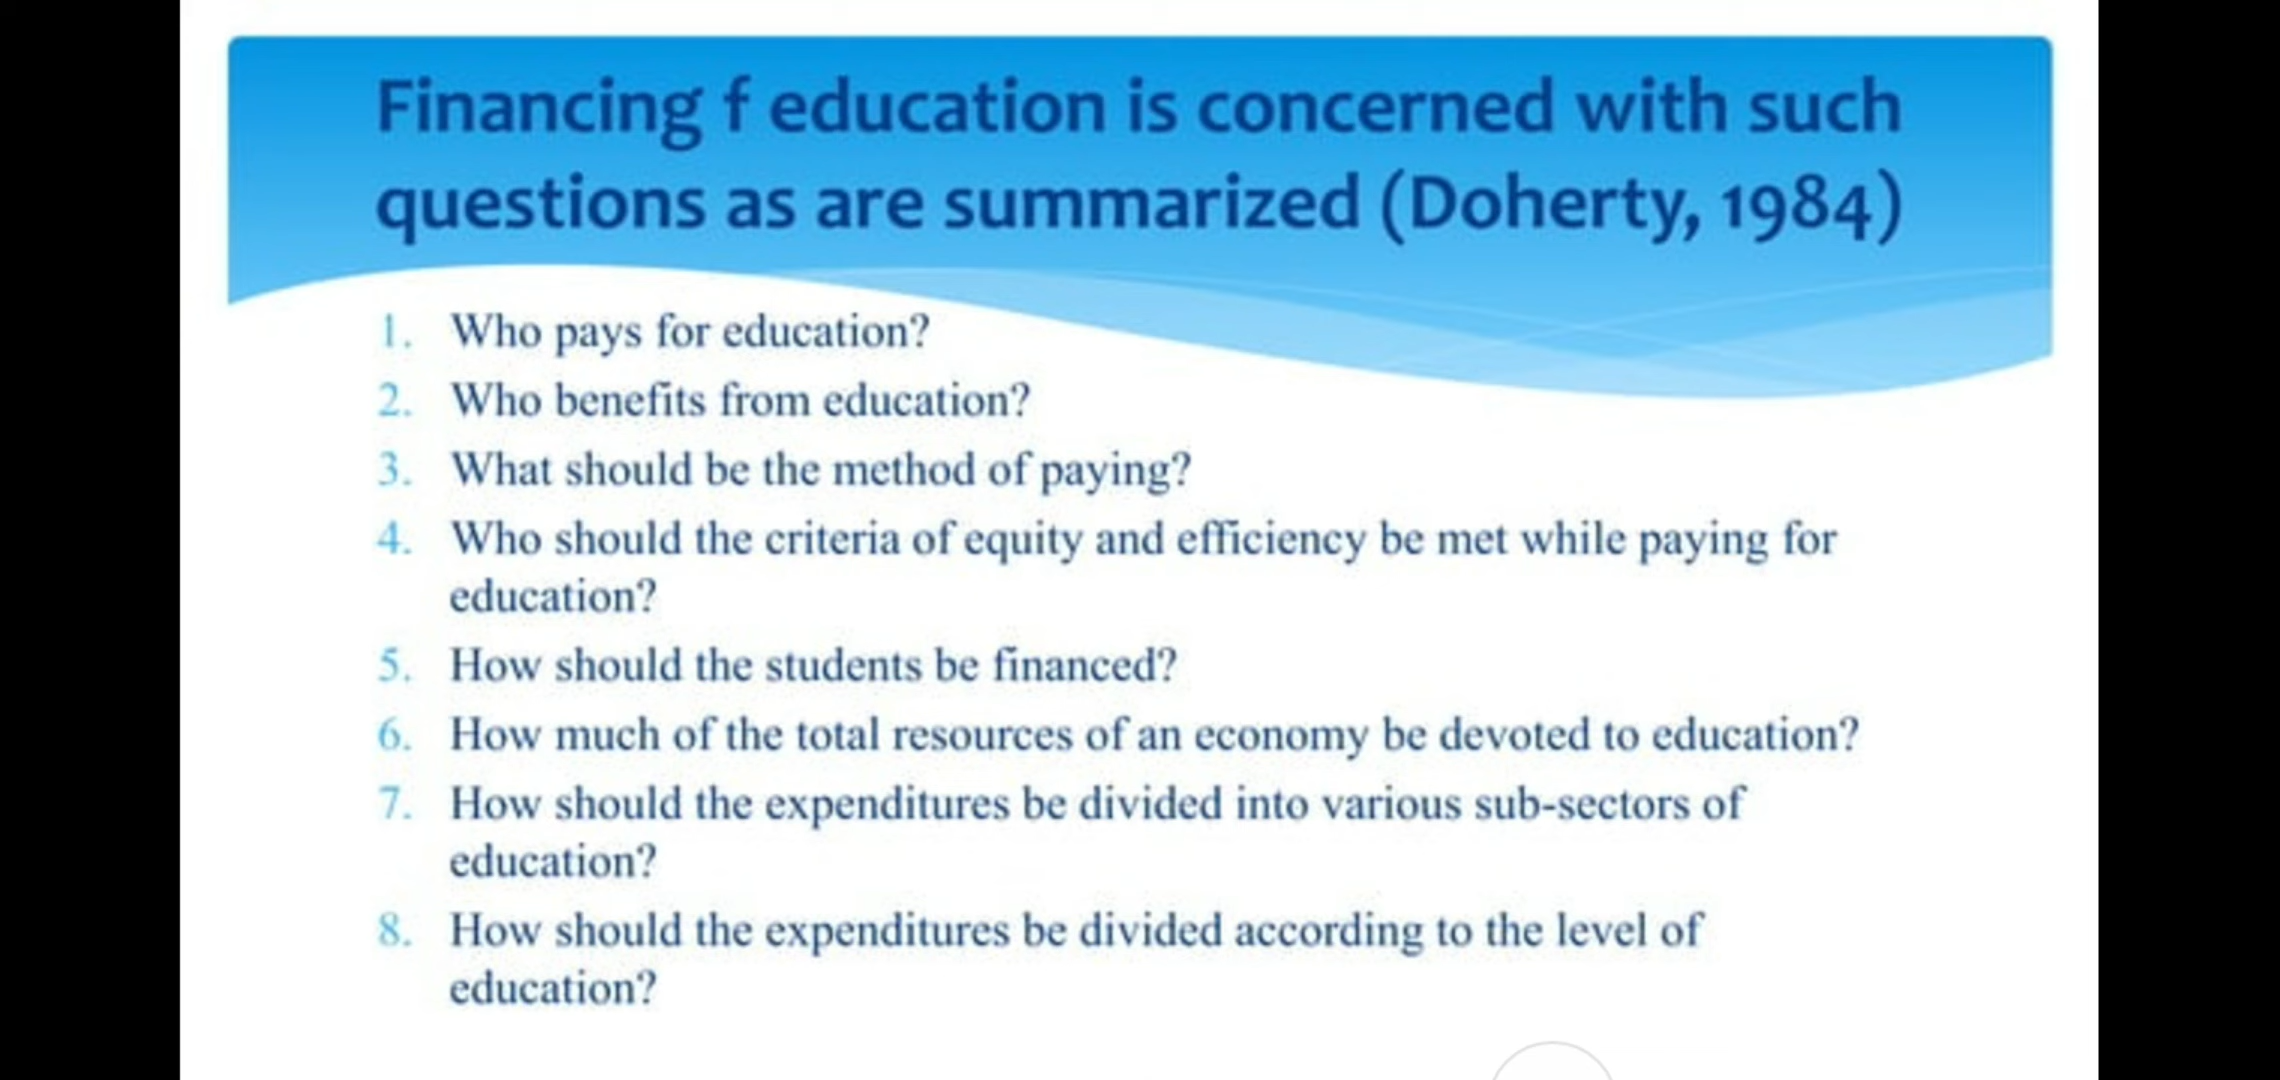 Financing f education is concerned with such
questions as are summarized (Doherty, 1984)
1. Who pays for education?
2. Who benefits from education?
3. What should be the method of paying?
4. Who should the criteria of equity and efficiency be met while paying for
education?
5. How should the students be financed?
6. How much of the total resources of an economy be devoted to education?
7. How should the expenditures be divided into various sub-sectors of
education?
8. How should the expenditures be divided according to the level of
education?